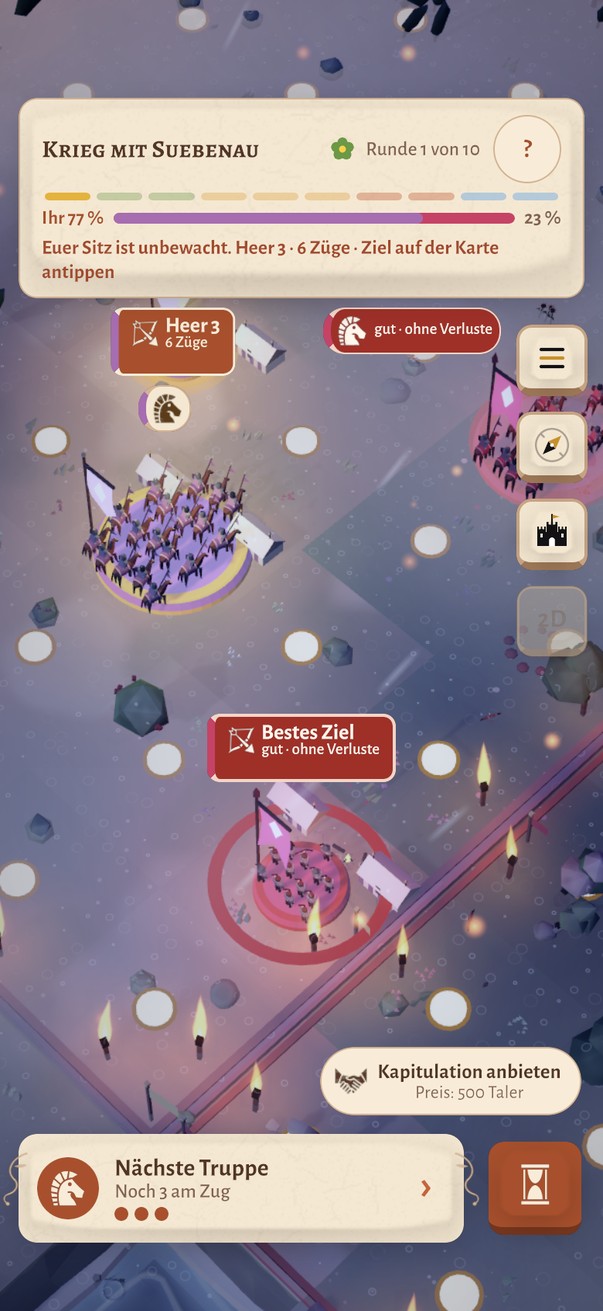 Krieg mit Suebenau
Runde 1 von 10
?
Ihr 77 %
23 %
Euer Sitz ist unbewacht. Heer 3 · 6 Züge · Ziel auf der Karte
antippen
Heer 3
6 Züge
gut · ohne Verluste
2D
Bestes Ziel
gut · ohne Verluste
Kapitulation anbieten
Preis: 500 Taler
Nächste Truppe
Noch 3 am Zug